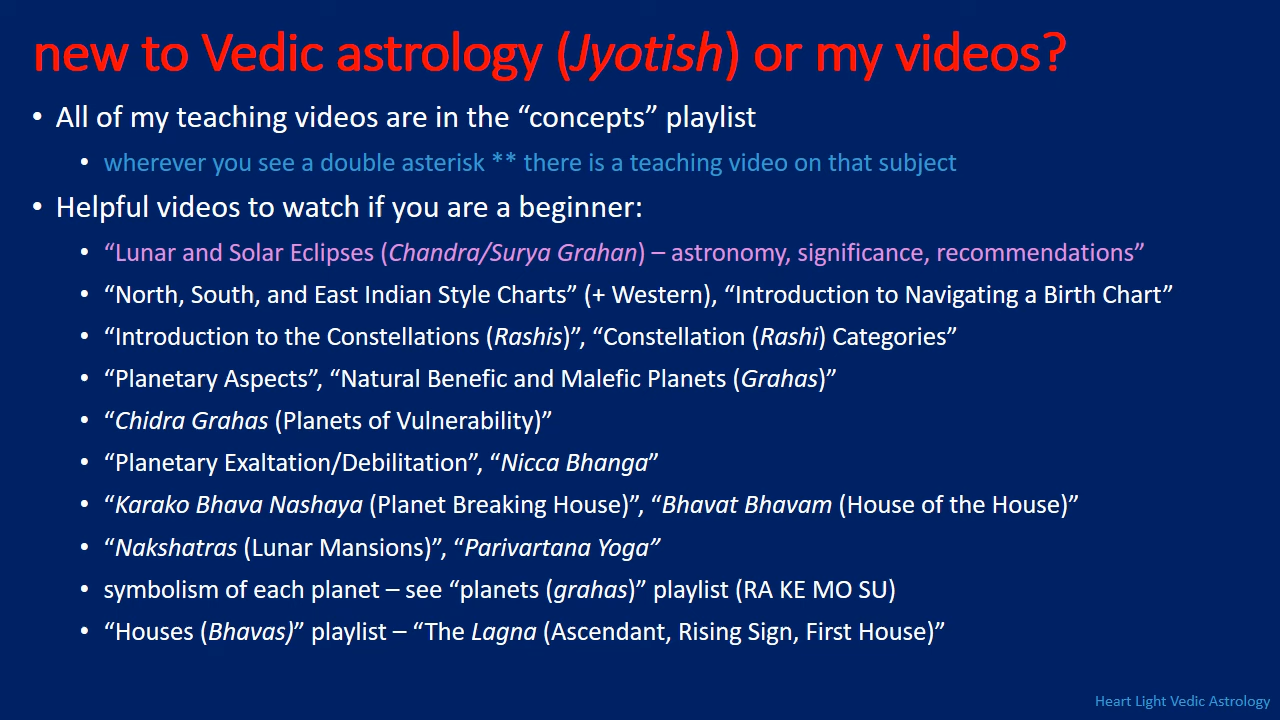 new to Vedic astrology (Jyotish) or my videos?
• All of my teaching videos are in the “concepts” playlist
• wherever you see a double asterisk ** there is a teaching video on that subject
• Helpful videos to watch if you are a beginner:
• “Lunar and Solar Eclipses (Chandra/Surya Grahan) – astronomy, significance, recommendations”
• “North, South, and East Indian Style Charts” (+ Western), “Introduction to Navigating a Birth Chart”
• “Introduction to the Constellations (Rashis)”, “Constellation (Rashi) Categories”
• “Planetary Aspects”, “Natural Benefic and Malefic Planets (Grahas)”
• “Chidra Grahas (Planets of Vulnerability)”
• “Planetary Exaltation/Debilitation”, “Nicca Bhanga”
• “Karako Bhava Nashaya (Planet Breaking House)”, “Bhavat Bhavam (House of the House)”
• “Nakshatras (Lunar Mansions)”, “Parivartana Yoga”
• symbolism of each planet – see “planets (grahas)” playlist (RA KE MO SU)
• “Houses (Bhavas)” playlist – “The Lagna (Ascendant, Rising Sign, First House)”
Heart Light Vedic Astrology